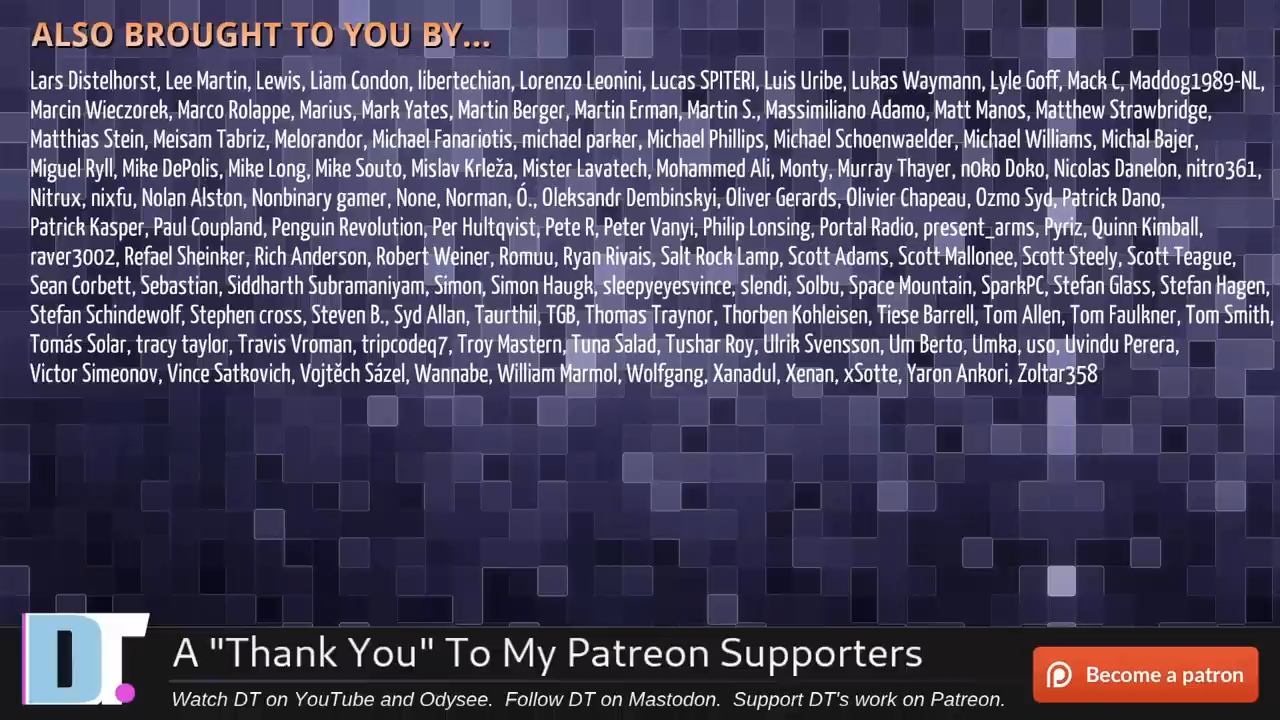 ALSO BROUGHT TO YOU BY...
Lars Distelhorst, Lee Martin, Lewis, Liam Condon, libertechian, Lorenzo Leonini, Lucas SPITERI, Luis Uribe, Lukas Waymann, Lyle Goff, Mack C, Maddog1989-NL,
Marcin Wieczorek, Marco Rolappe, Marius, Mark Yates, Martin Berger, Martin Erman, Martin S., Massimiliano Adamo, Matt Manos, Matthew Strawbridge,
Matthias Stein, Meisam Tabriz, Melorandor, Michael Fanariotis, michael parker, Michael Phillips, Michael Schoenwaelder, Michael Williams, Michal Bajer,
Miguel Ryll, Mike DePolis, Mike Long, Mike Souto, Mislav Krleža, Mister Lavatech, Mohammed Ali, Monty, Murray Thayer, n0ko Doko, Nicolas Danelon, nitro361,
Nitrux, nixfu, Nolan Alston, Nonbinary gamer, None, Norman, Ó., Oleksandr Dembinskyi, Oliver Gerards, Olivier Chapeau, Ozmo Syd, Patrick Dano,
Patrick Kasper, Paul Coupland, Penguin Revolution, Per Hultqvist, Pete R, Peter Vanyi, Philip Lonsing, Portal Radio, present_arms, Pyriz, Quinn Kimball,
raver3002, Refael Sheinker, Rich Anderson, Robert Weiner, Romuu, Ryan Rivais, Salt Rock Lamp, Scott Adams, Scott Mallonee, Scott Steely, Scott Teague,
Sean Corbett, Sebastian, Siddharth Subramaniyam, Simon, Simon Haugk, sleepyeyesvince, slendi, Solbu, Space Mountain, SparkPC, Stefan Glass, Stefan Hagen,
Stefan Schindewolf, Stephen cross, Steven B., Syd Allan, Taurthil, TGB, Thomas Traynor, Thorben Kohleisen, Tiese Barrell, Tom Allen, Tom Faulkner, Tom Smith,
Tomás Solar, tracy taylor, Travis Vroman, tripcodeq7, Troy Mastern, Tuna Salad, Tushar Roy, Ulrik Svensson, Um Berto, Umka, uso, Uvindu Perera,
Victor Simeonov, Vince Satkovich, Vojtěch Sázel, Wannabe, William Marmol, Wolfgang, Xanadul, Xenan, xSotte, Yaron Ankori, Zoltar358
DT.
A "Thank You" To My Patreon Supporters
Become a patron
Watch DT on YouTube and Odysee. Follow DT on Mastodon. Support DT's work on Patreon.